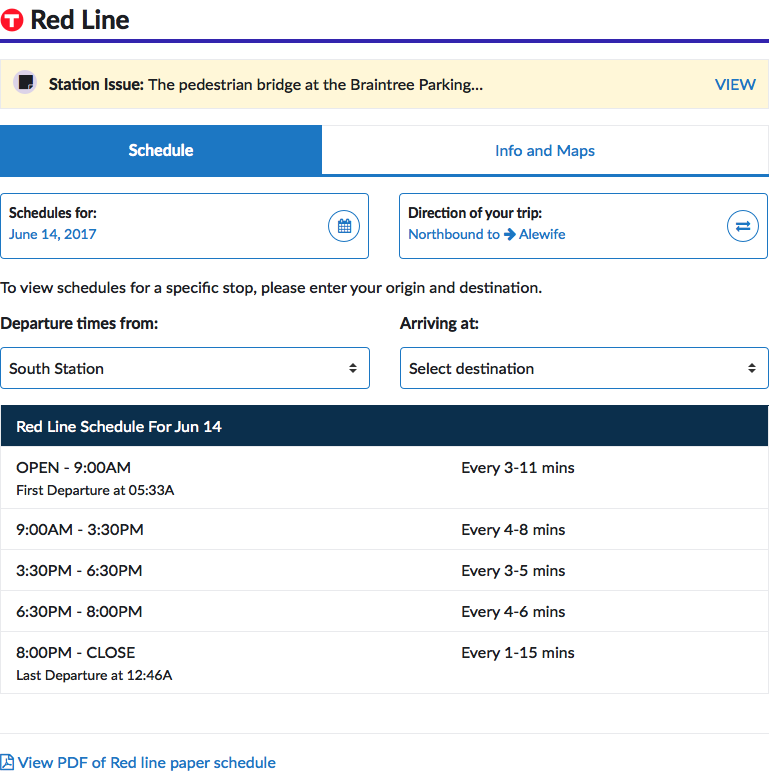 T Red Line
Station Issue: The pedestrian bridge at the Braintree Parking... VIEW
Schedule Info and Maps
Schedules for:
June 14, 2017
Direction of your trip:
Northbound to Alewife
To view schedules for a specific stop, please enter your origin and destination.
Departure times from:
South Station
Arriving at:
Select destination
Red Line Schedule For Jun 14
OPEN - 9:00AM Every 3-11 mins
First Departure at 05:33A
9:00AM - 3:30PM Every 4-8 mins
3:30PM - 6:30PM Every 3-5 mins
6:30PM - 8:00PM Every 4-6 mins
8:00PM - CLOSE Every 1-15 mins
Last Departure at 12:46A
View PDF of Red line paper schedule